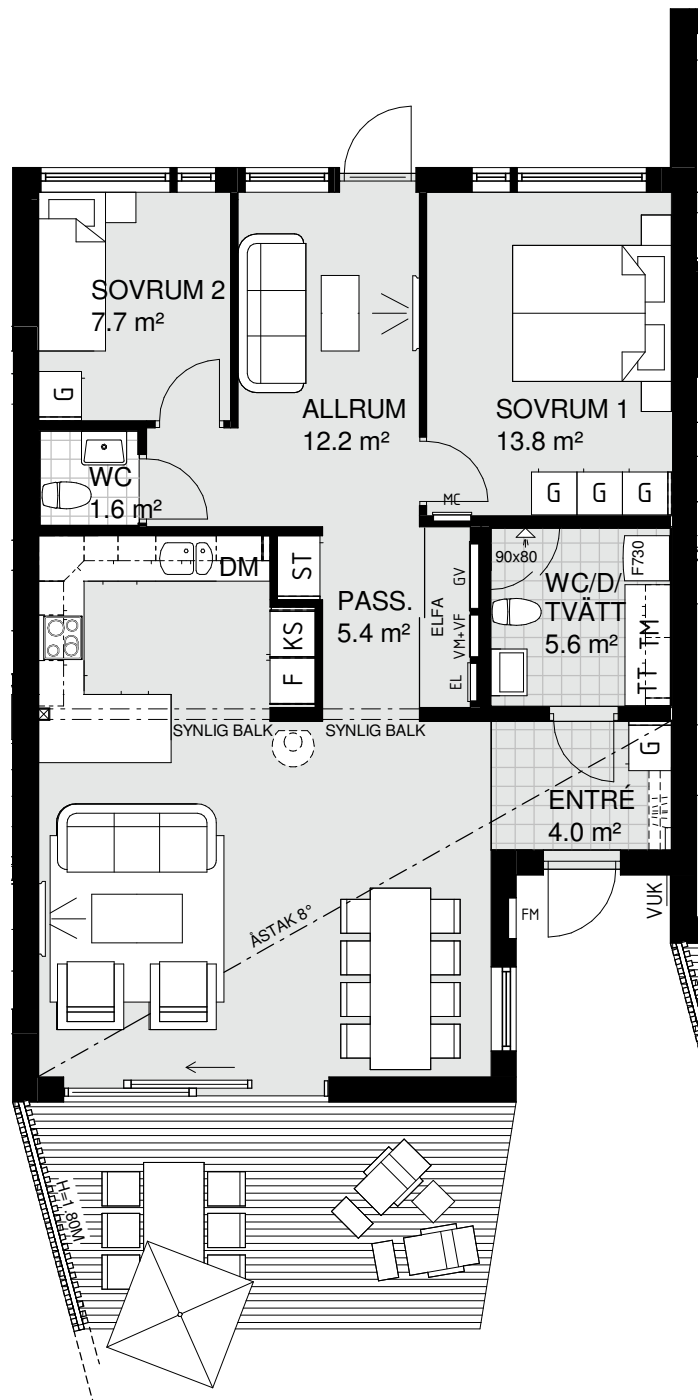 SOVRUM 2
7.7 m²
G
ALLRUM
12.2 m²
SOVRUM 1
13.8 m²
G
G
G
WC
1.6 m²
MC
DM
ST
KS
F
PASS.
5.4 m²
ELFA
GV
VM+VF
EL
90x80
F730
WC/D/
TVÄTT
5.6 m²
TM
TT
SYNLIG BALK
SYNLIG BALK
G
ENTRÉ
4.0 m²
ÅSTAK 8°
FM
VUK
H=1.80M